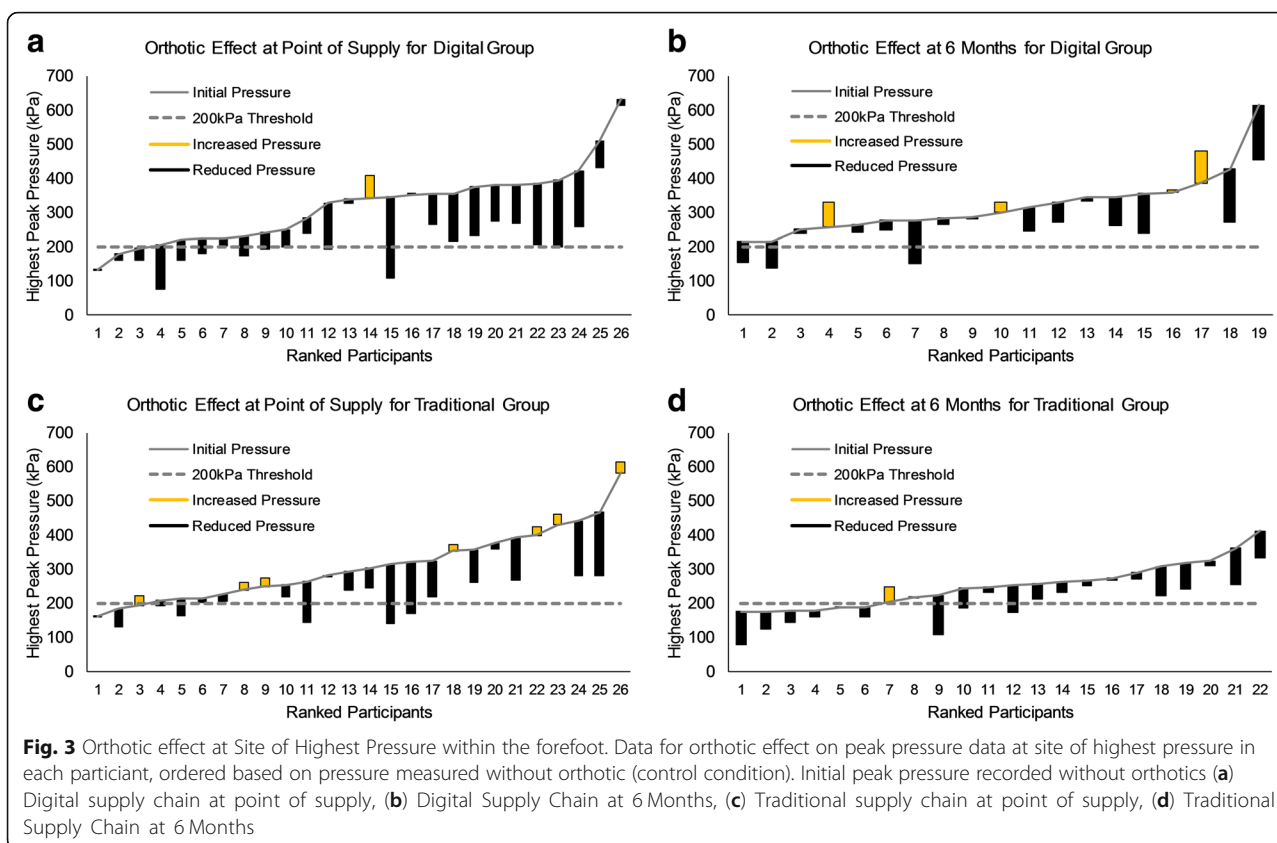 a
Orthotic Effect at Point of Supply for Digital Group
Highest Peak Pressure (kPa)
700
600
500
400
300
200
100
0
Initial Pressure
200kPa Threshold
Increased Pressure
Reduced Pressure
1 2 3 4 5 6 7 8 9 10 11 12 13 14 15 16 17 18 19 20 21 22 23 24 25 26
Ranked Participants
b
Orthotic Effect at 6 Months for Digital Group
Highest Peak Pressure (kPa)
700
600
500
400
300
200
100
0
Initial Pressure
200kPa Threshold
Increased Pressure
Reduced Pressure
1 2 3 4 5 6 7 8 9 10 11 12 13 14 15 16 17 18 19
Ranked Participants
c
Orthotic Effect at Point of Supply for Traditional Group
Highest Peak Pressure (kPa)
700
600
500
400
300
200
100
0
Initial Pressure
200kPa Threshold
Increased Pressure
Reduced Pressure
1 2 3 4 5 6 7 8 9 10 11 12 13 14 15 16 17 18 19 20 21 22 23 24 25 26
Ranked Participants
d
Orthotic Effect at 6 Months for Traditional Group
Highest Peak Pressure (kPa)
700
600
500
400
300
200
100
0
Initial Pressure
200kPa Threshold
Increased Pressure
Reduced Pressure
1 2 3 4 5 6 7 8 9 10 11 12 13 14 15 16 17 18 19 20 21 22
Ranked Participants
Fig. 3 Orthotic effect at Site of Highest Pressure within the forefoot. Data for orthotic effect on peak pressure data at site of highest pressure in
each particiant, ordered based on pressure measured without orthotic (control condition). Initial peak pressure recorded without orthotics (a)
Digital supply chain at point of supply, (b) Digital Supply Chain at 6 Months, (c) Traditional supply chain at point of supply, (d) Traditional
Supply Chain at 6 Months